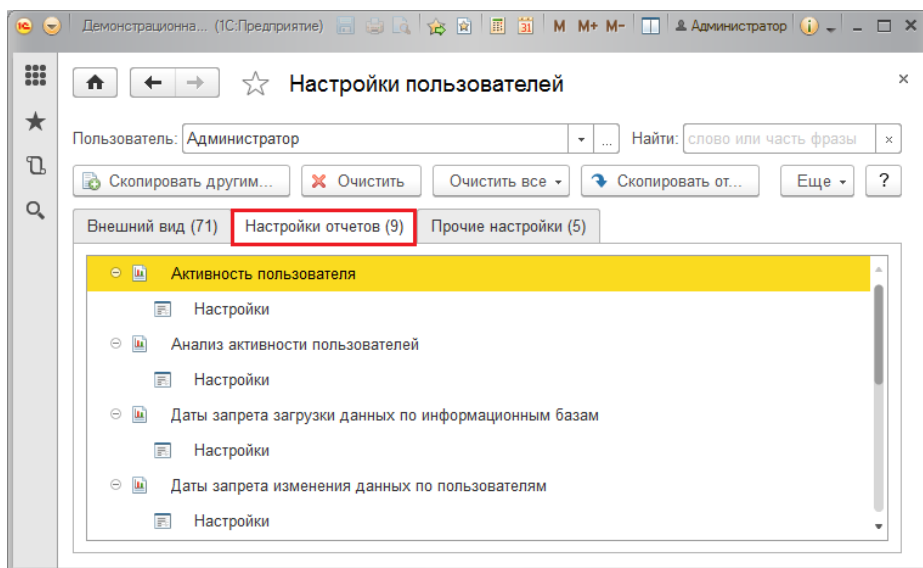 Демонстрационна... (1С:Предприятие) 31 M M+ M- Администратор
Настройки пользователей
Пользователь: Администратор ... Найти: слово или часть фразы ×
Скопировать другим... Очистить Очистить все Скопировать от... Еще ?
Внешний вид (71) Настройки отчетов (9) Прочие настройки (5)
Активность пользователя
Настройки
Анализ активности пользователей
Настройки
Даты запрета загрузки данных по информационным базам
Настройки
Даты запрета изменения данных по пользователям
Настройки